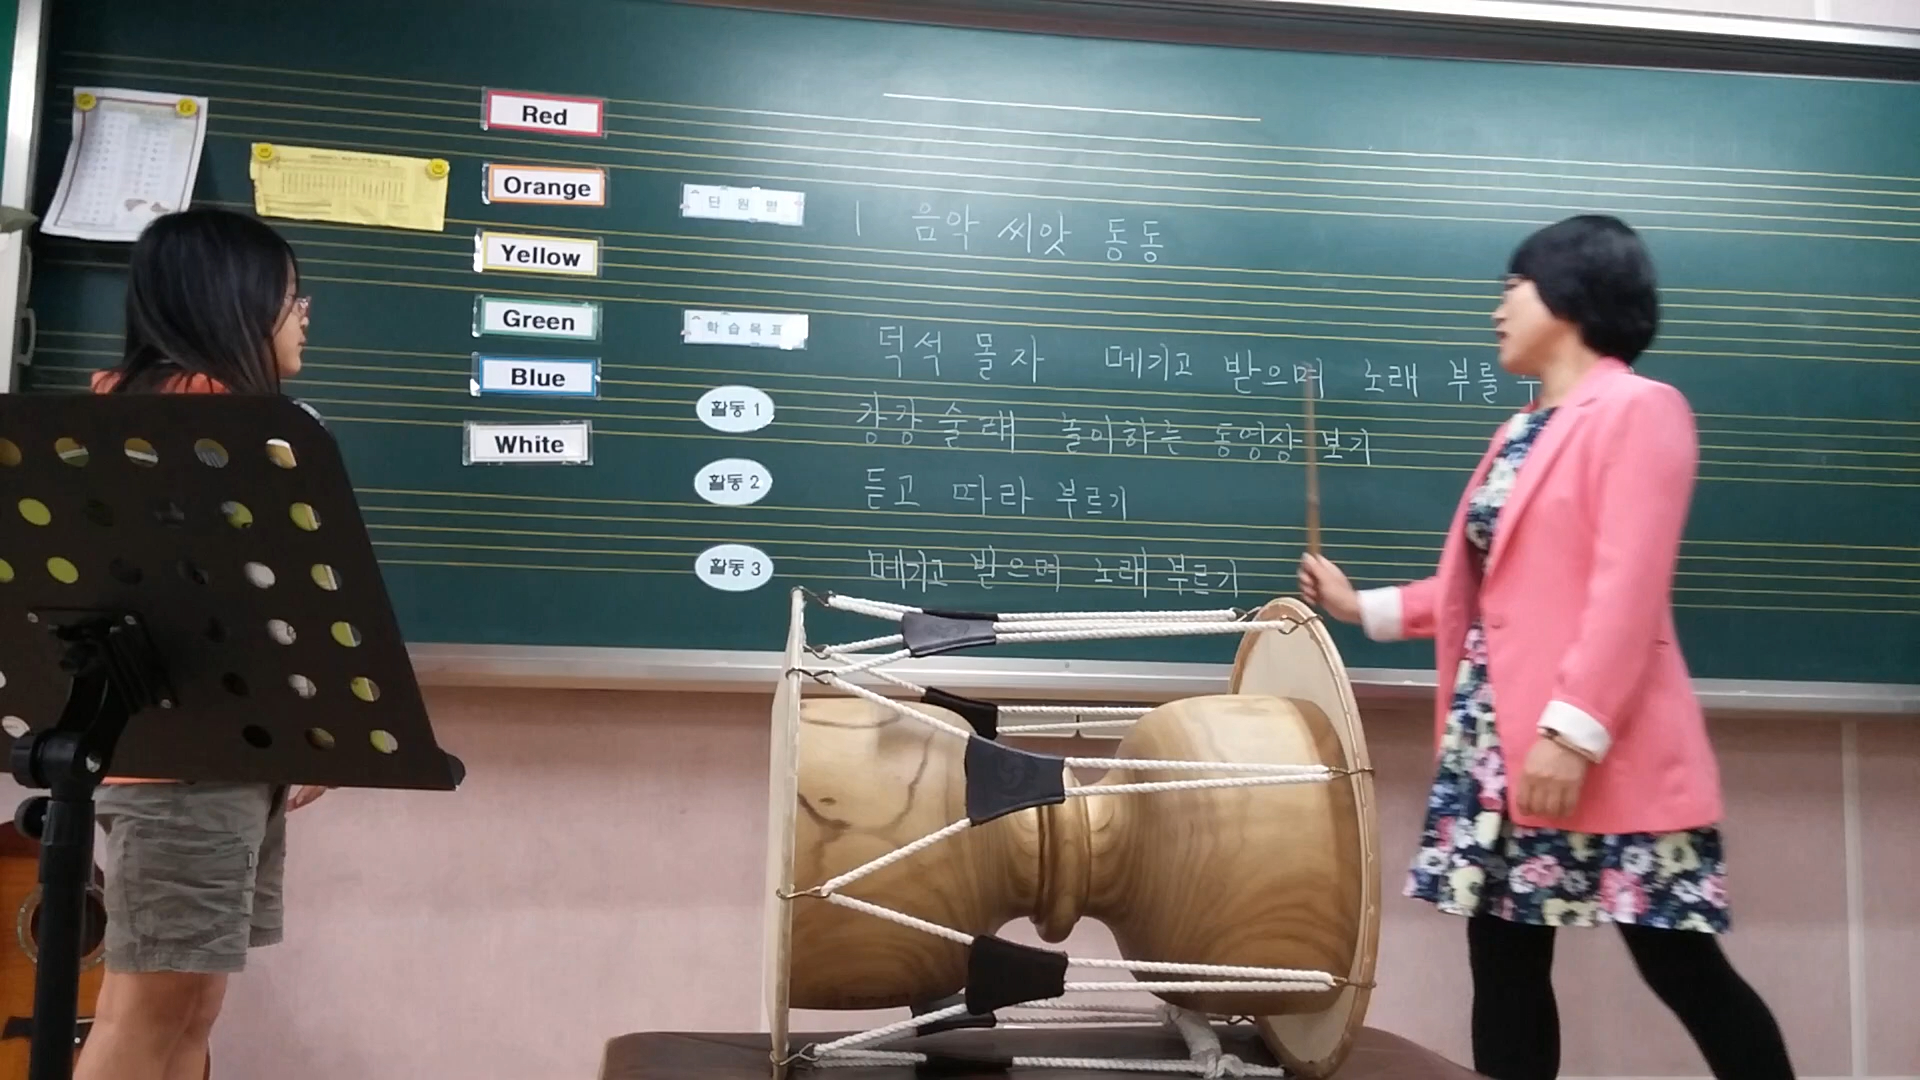 Red
Orange
Yellow
Green
Blue
White
단원명
1 음악 씨앗 동동
학습목표
덕석 몰자 메기고 받으며 노래 부를
활동 1
강강술래 놀이하는 동영상 보기
활동 2
듣고 따라 부르기
활동 3
메기고 받으며 노래 부르기